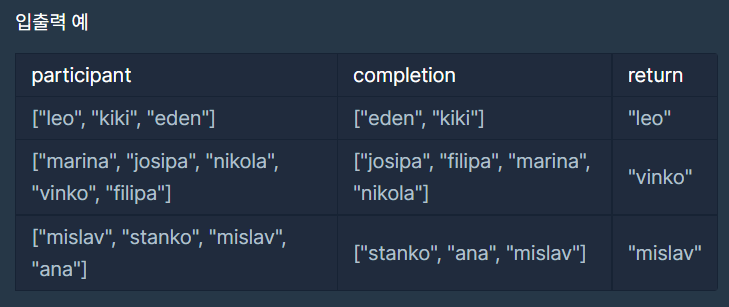 입출력 예
participant completion return
["leo", "kiki", "eden"] ["eden", "kiki"] "leo"
["marina", "josipa", "nikola",
"vinko", "filipa"]
["josipa", "filipa", "marina",
"nikola"]
"vinko"
["mislav", "stanko", "mislav",
"ana"]
["stanko", "ana", "mislav"]
"mislav"